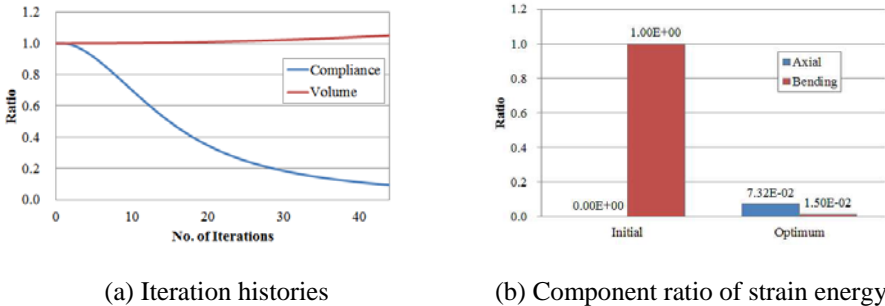 1.2
1.0
0.8
0.6
0.4
0.2
0.0
Ratio
0 10 20 30 40
No. of Iterations
Compliance
Volume
(a) Iteration histories
1.2
1.0
0.8
0.6
0.4
0.2
0.0
Ratio
1.00E+00
0.00E+00
7.32E-02
1.50E-02
Initial Optimum
Axial
Bending
(b) Component ratio of strain energy